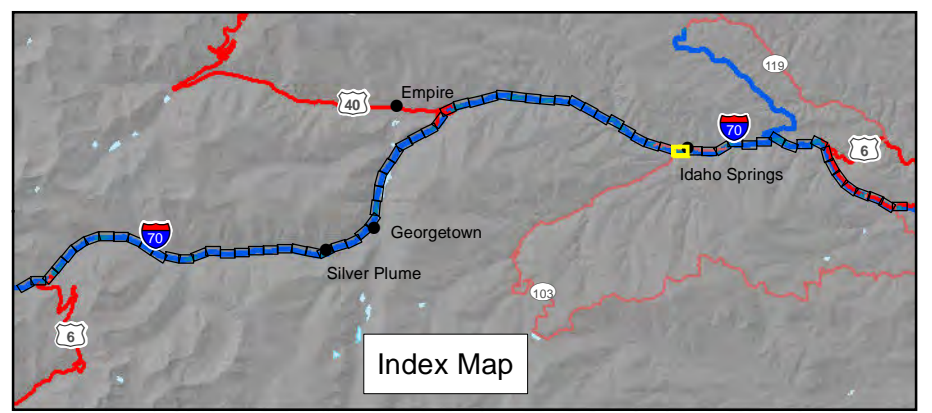 119
Empire
40
70
6
Idaho Springs
Georgetown
70
Silver Plume
103
6
Index Map